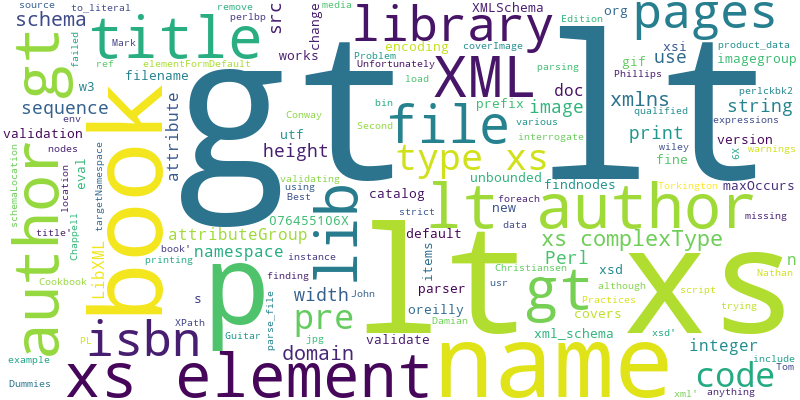 source
to_literal
remove
perlbp
src
change
media
Unfortunately
library
XMLSchema
coverImage
Edition
org
pages
schema
gt
title
Mark
failed
ref
elementFormDefault
works
encoding
Problem
load
parsing
doc
xsi
use
gif
product_data
imagegroup
w3
filename
XML
bin
prefix
image
xmlns
Phillips
perlckbk2
sequence
book
attribute
gt
lt
file
various
qualified
string
env
validation
utf
Conway
Second
interrogate
print
expressions
version
wiley
nodes
eval
height
type xs
fine
6X
warnings
author
location
validating
using
Best
catalog
unbounded
findnodes
Torkington
maxOccurs
schemaLocation
targetNamespace
lib
strict
lt author
foreach
new
data
missing
title'
Chappell
LibXML
attributeGroup
076455106X
default
xs complexType
book'
namespace
instance
items
n
Cookbook
printing
p
finding
parse_file
lt
parser
Christiansen
Perl
xsd
xs
Nathan
s
width
John
oreilly
usr
gt
although
script
Practices
trying
covers
XPath
Guitar
pre
Damian
PL
isbn
jpg
domain
validate
xml_schema
xsd'
integer
include
example
Dummies
xs element
name
code
Tom
xml'
anything